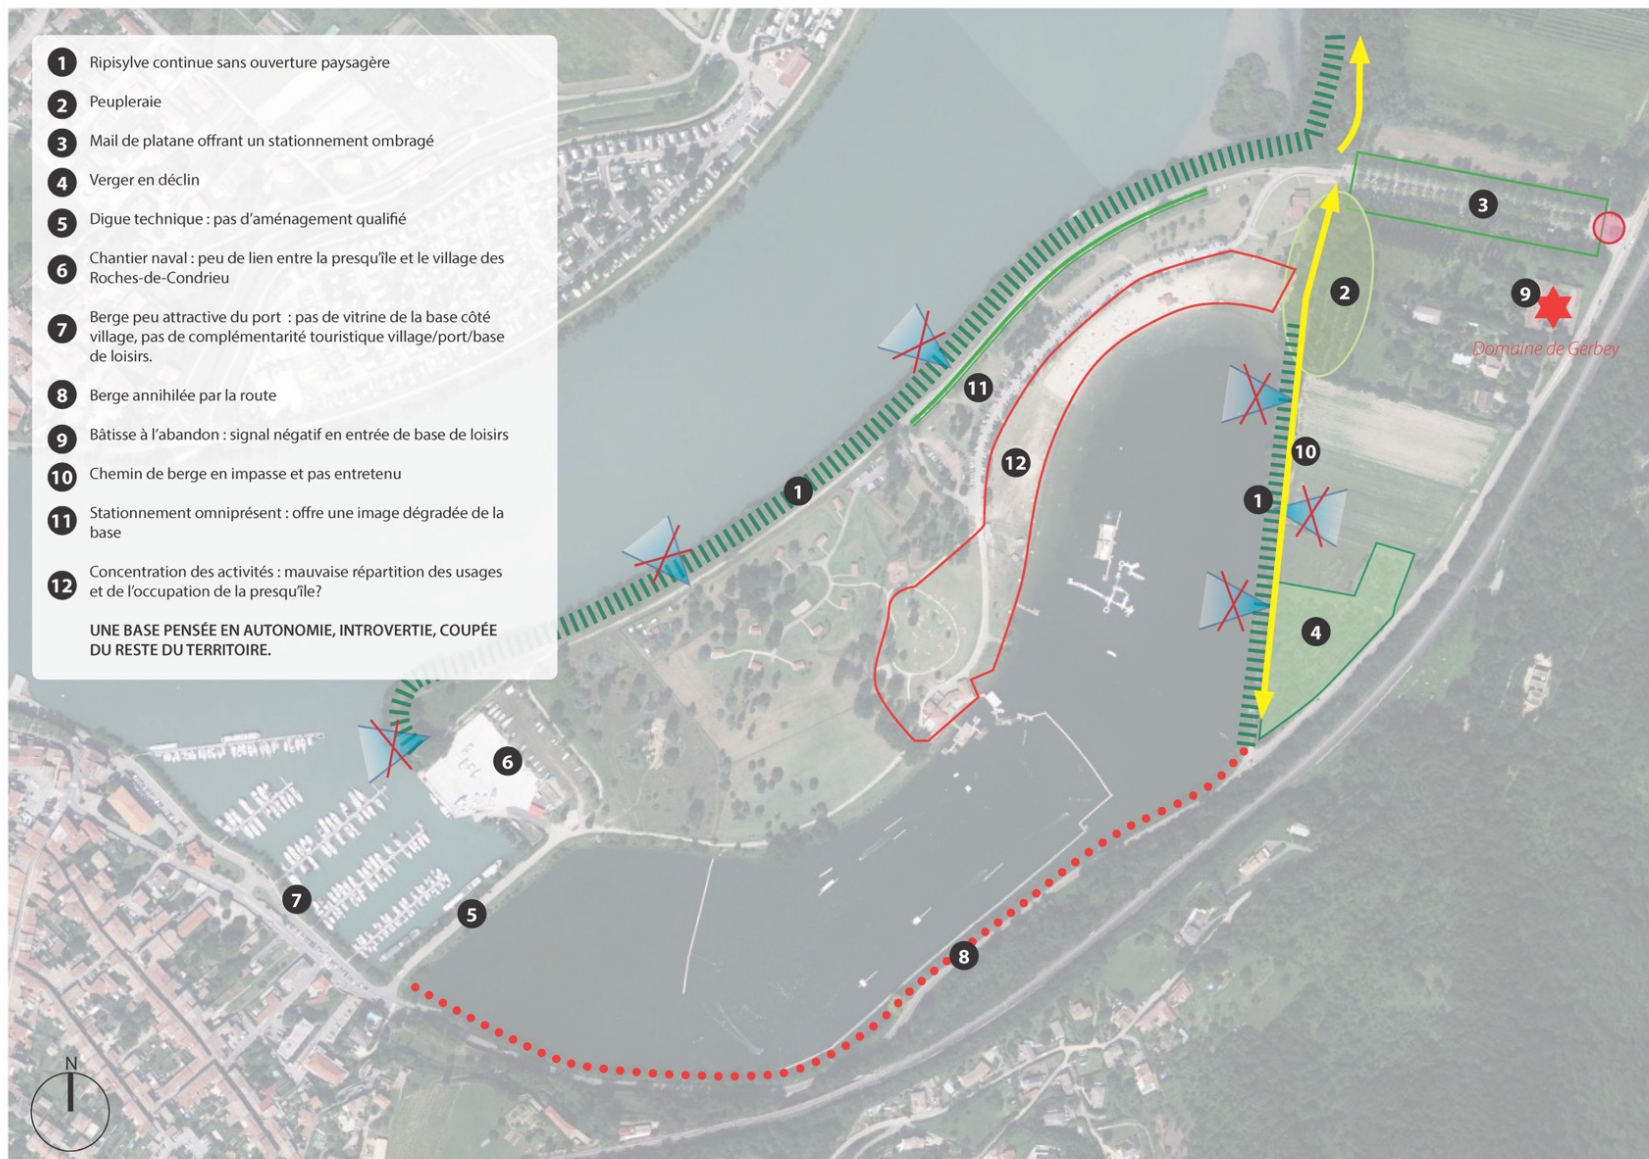 1 Ripisylve continue sans ouverture paysagère
2 Peupleraie
3 Mail de platane offrant un stationnement ombragé
4 Verger en déclin
5 Digue technique : pas d'aménagement qualifié
6 Chantier naval : peu de lien entre la presqu'île et le village des
Roches-de-Condrieu
7 Berge peu attractive du port : pas de vitrine de la base côté
village, pas de complémentarité touristique village/port/base
de loisirs.
8 Berge annihilée par la route
9 Bâtisse à l'abandon : signal négatif en entrée de base de loisirs
10 Chemin de berge en impasse et pas entretenu
11 Stationnement omniprésent : offre une image dégradée de la
base
12 Concentration des activités : mauvaise répartition des usages
et de l'occupation de la presqu'île?
UNE BASE PENSÉE EN AUTONOMIE, INTROVERTIE, COUPÉE
DU RESTE DU TERRITOIRE.
3
2
9
Domaine de Gerbey
11
12
10
1
1
4
6
7
5
8
N